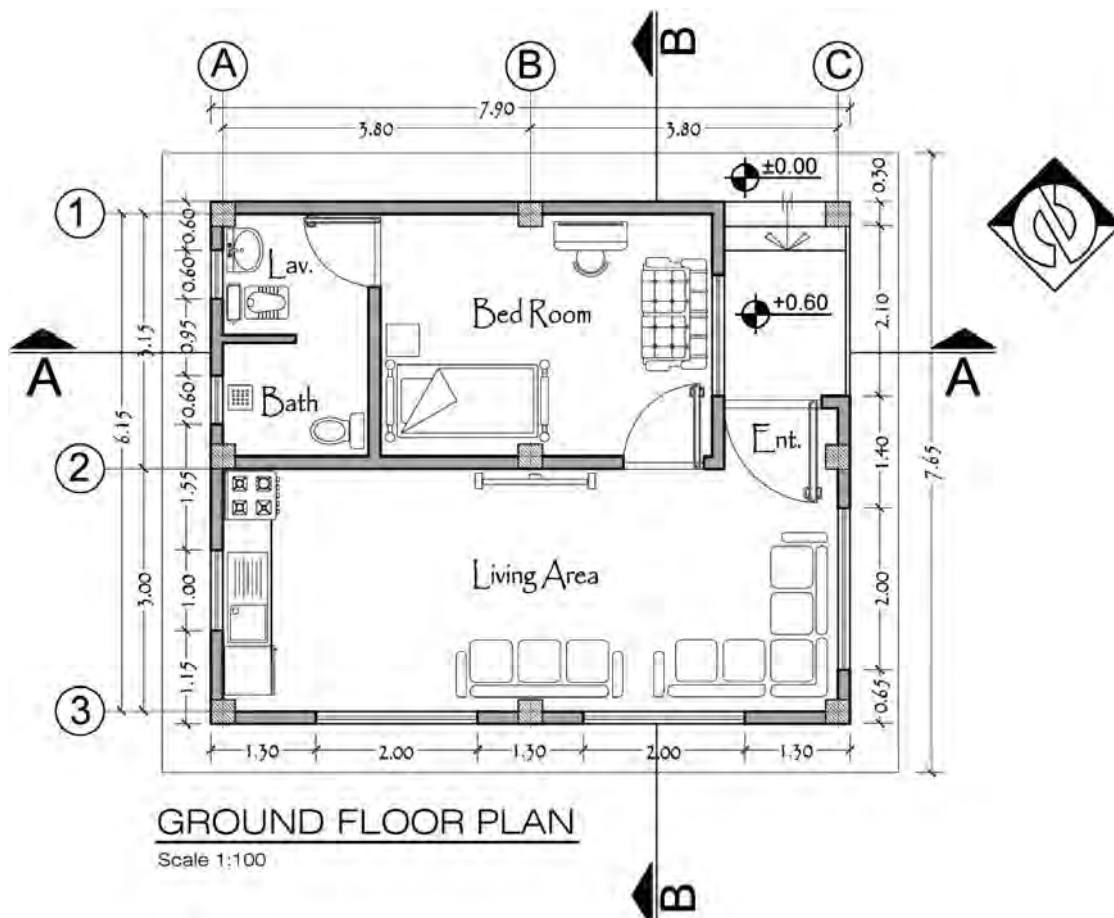 B
A
B
C
7.90
3.80
3.80
±0.00
0.30
1
0.60
Lav.
0.60
Bed Room
+0.60
2.10
3.15
0.95
A
A
6.15
0.60
Bath
Ent.
1.40
7.65
2
1.55
Living Area
3.00
1.00
2.00
1.15
0.65
3
1.30
2.00
1.30
2.00
1.30
GROUND FLOOR PLAN
Scale 1:100
B